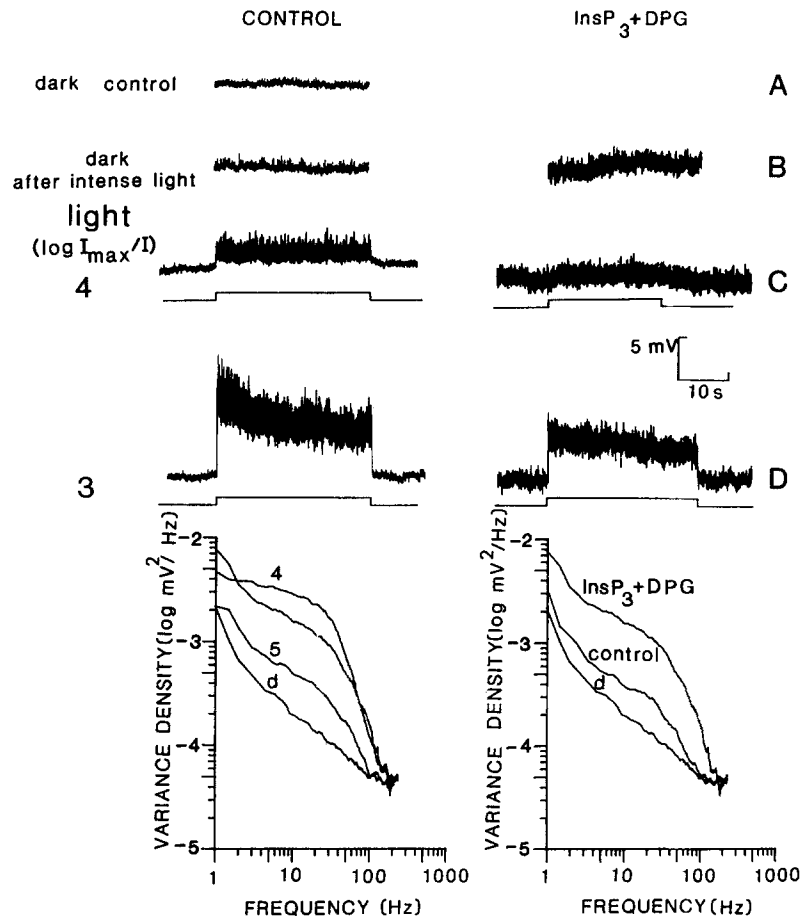 CONTROL
InsP3+DPG
dark control
A
dark
after intense light
B
light
(log Imax/I)
4
C
5 mV
10 s
3
D
VARIANCE DENSITY(log mV2/ Hz)
-2
-3
-4
-5
4
5
d
1
10
100
1000
FREQUENCY (Hz)
VARIANCE DENSITY(log mV2/Hz)
-2
-3
-4
-5
InsP3+DPG
control
d
1
10
100
1000
FREQUENCY (Hz)